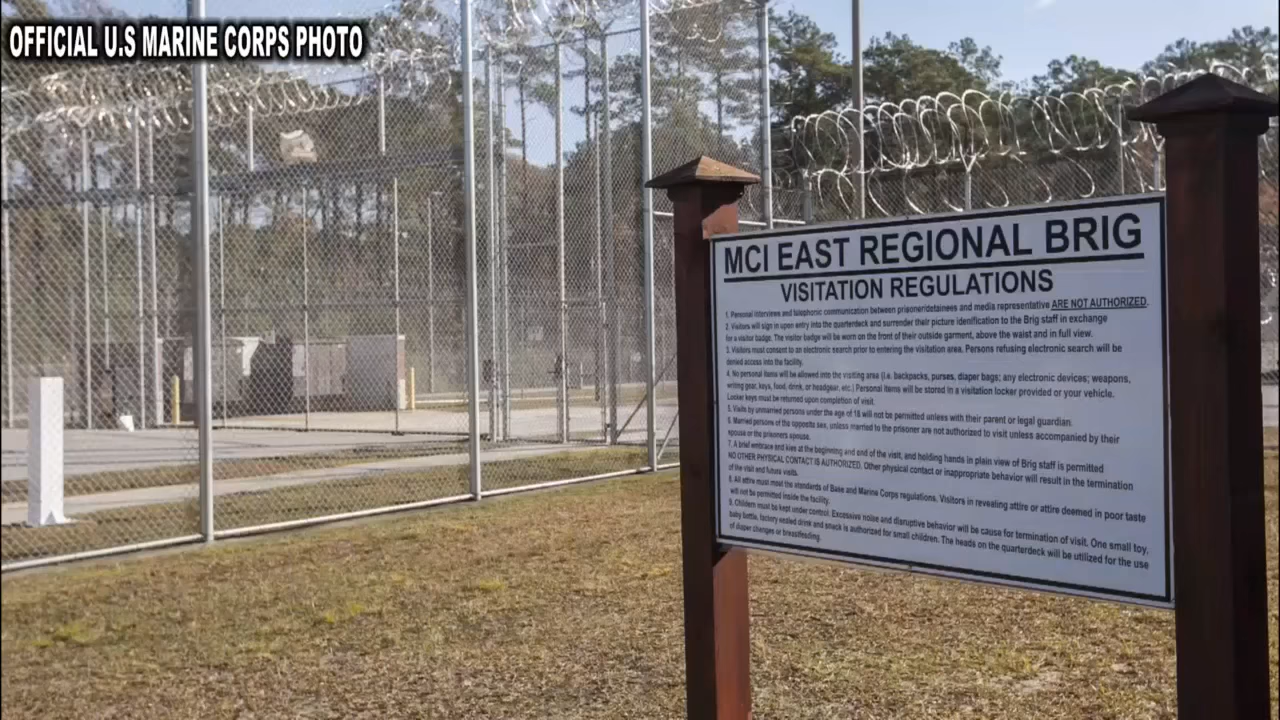 OFFICIAL U.S MARINE CORPS PHOTO
MCI EAST REGIONAL BRIG
VISITATION REGULATIONS
1. Personal interviews and telephonic communication between prisoner/detainees and media representative ARE NOT AUTHORIZED.
2. Visitors will sign in upon entry into the quarterdeck and surrender their picture idenification to the Brig staff in exchange
for a visitor badge. The visitor badge will be worn on the front of their outside garment, above the waist and in full view.
3. Visitors must consent to an electronic search prior to entering the visitation area. Persons refusing electronic search will be
denied access into the facility.
4. No personal items will be allowed into the visiting area (i.e. backpacks, purses, diaper bags; any electronic devices; weapons,
writing gear, keys, food, drink, or headgear, etc.) Personal items will be stored in a visitation locker provided or your vehicle.
Locker keys must be returned upon completion of visit.
5. Visits by unmarried persons under the age of 18 will not be permitted unless with their parent or legal guardian.
6. Married persons of the opposite sex, unless married to the prisoner are not authorized to visit unless accompanied by their
spouse or the prisoners spouse.
7. A brief embrace and kiss at the beginning and end of the visit, and holding hands in plain view of Brig staff is permitted
NO OTHER PHYSICAL CONTACT IS AUTHORIZED. Other physical contact or inappropriate behavior will result in the termination
of the visit and future visits.
8. All attire must meet the standards of Base and Marine Corps regulations. Visitors in revealing attire or attire deemed in poor taste
will not be permitted inside the facility.
9. Children must be kept under control. Excessive noise and disruptive behavior will be cause for termination of visit. One small toy,
baby bottle, factory sealed drink and snack is authorized for small children. The heads on the quarterdeck will be utilized for the use
of diaper changes or breastfeeding.